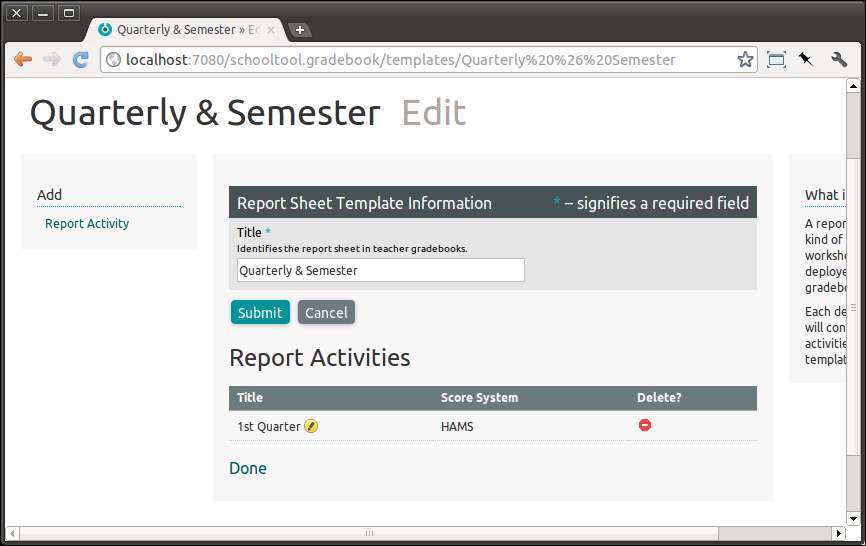 Quarterly & Semester » Ed
localhost:7080/schooltool.gradebook/templates/Quarterly%20%26%20Semester
Quarterly & Semester Edit
Add
Report Activity
Report Sheet Template Information
* – signifies a required field
Title *
Identifies the report sheet in teacher gradebooks.
Quarterly & Semester
Submit
Cancel
Report Activities
Title Score System Delete?
1st Quarter HAMS
Done
What i
A repor
kind of
workshe
deploye
gradebo
Each de
will con
activitie
templat